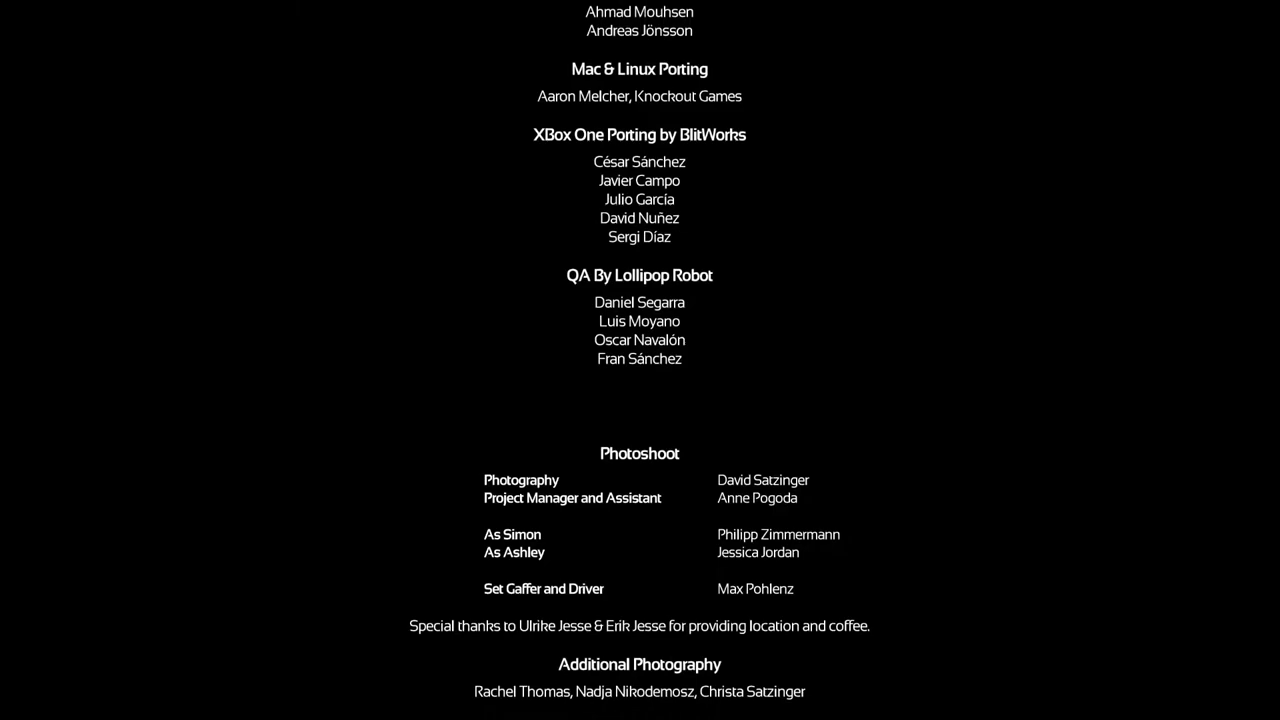 Ahmad Mouhsen
Andreas Jönsson
Mac & Linux Porting
Aaron Melcher, Knockout Games
XBox One Porting by BlitWorks
César Sánchez
Javier Campo
Julio García
David Nuñez
Sergi Díaz
QA By Lollipop Robot
Daniel Segarra
Luis Moyano
Oscar Navalón
Fran Sánchez
Photoshoot
Photography David Satzinger
Project Manager and Assistant Anne Pogoda
As Simon Philipp Zimmermann
As Ashley Jessica Jordan
Set Gaffer and Driver Max Pohlenz
Special thanks to Ulrike Jesse & Erik Jesse for providing location and coffee.
Additional Photography
Rachel Thomas, Nadja Nikodemosz, Christa Satzinger